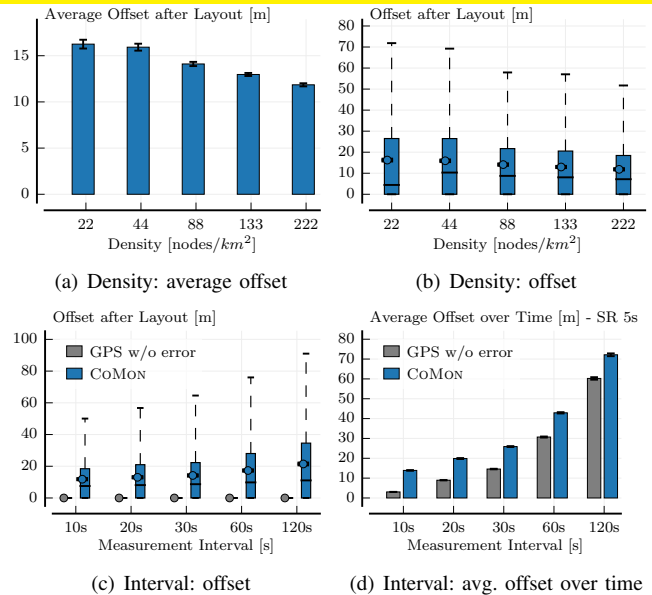 Average Offset after Layout [m]
15
10
5
0
22 44 88 133 222
Density [nodes/km²]
(a) Density: average offset
Offset after Layout [m]
80
70
60
50
40
30
20
10
0
22 44 88 133 222
Density [nodes/km²]
(b) Density: offset
Offset after Layout [m]
100
80
60
40
20
0
GPS w/o error
COMON
10s 20s 30s 60s 120s
Measurement Interval [s]
(c) Interval: offset
Average Offset over Time [m] - SR 5s
80
70
60
50
40
30
20
10
0
GPS w/o error
COMON
10s 20s 30s 60s 120s
Measurement Interval [s]
(d) Interval: avg. offset over time